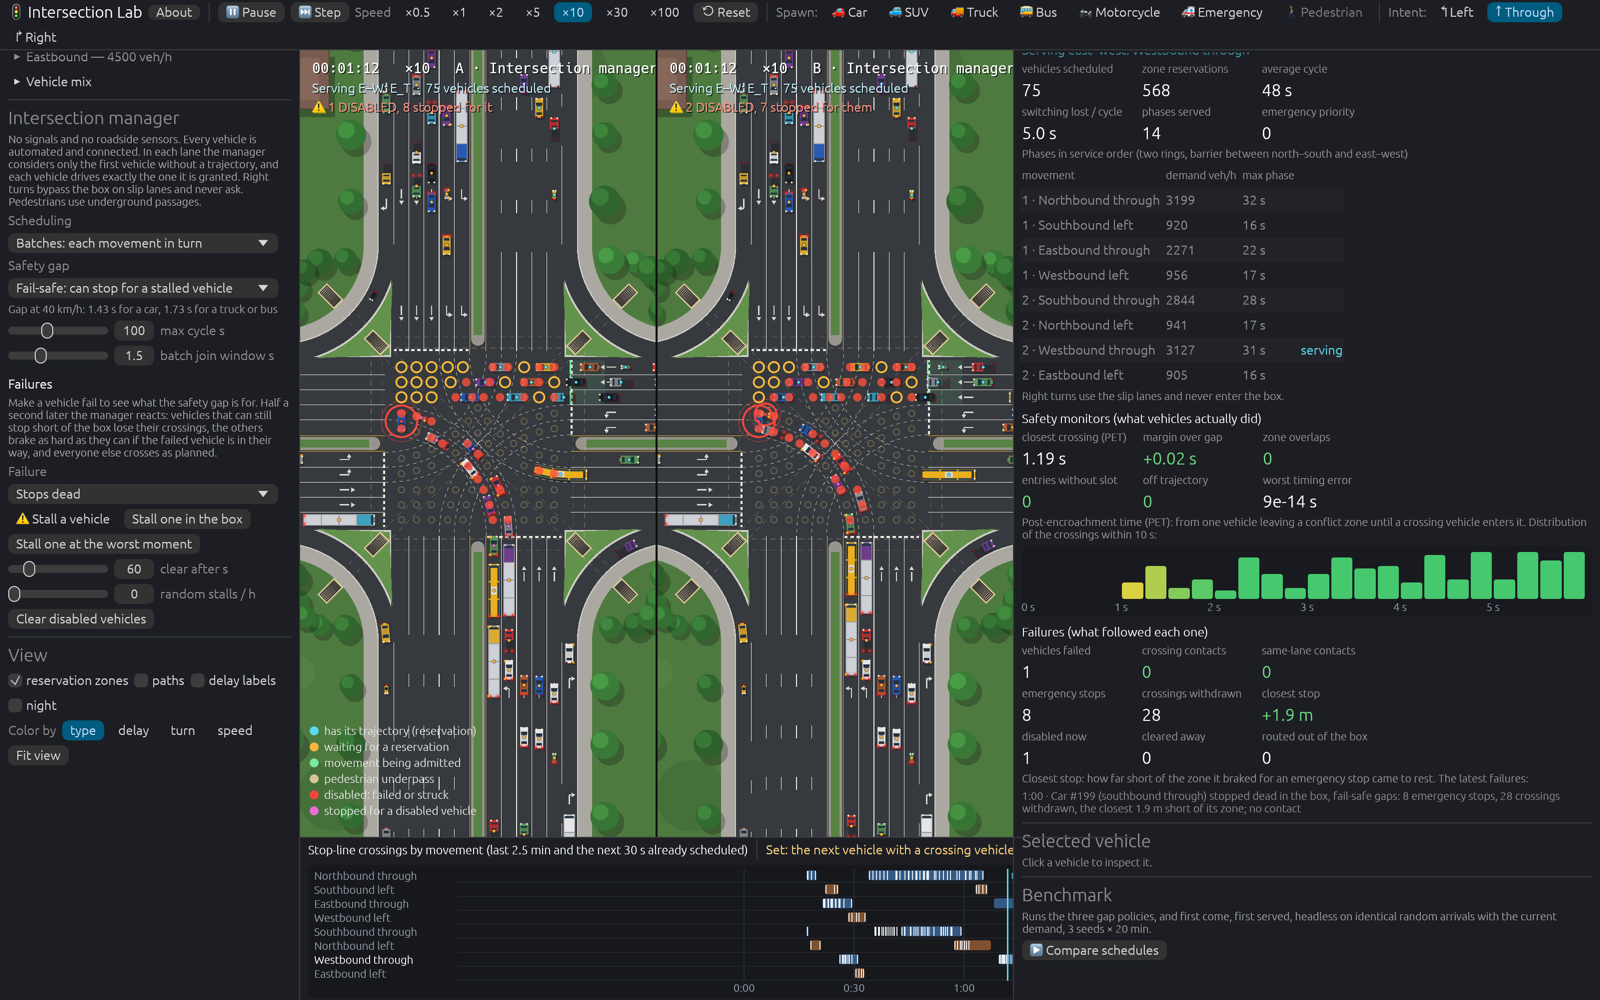 Intersection Lab About Pause Step Speed ×0.5 ×1 ×2 ×5 ×10 ×30 ×100 Reset Spawn: Car SUV Truck Bus Motorcycle Emergency Pedestrian Intent: Left Through
Right
Eastbound — 4500 veh/h
Vehicle mix
Intersection manager
No signals and no roadside sensors. Every vehicle is
automated and connected. In each lane the manager
considers only the first vehicle without a trajectory, and
each vehicle drives exactly the one it is granted. Right
turns bypass the box on slip lanes and never ask.
Pedestrians use underground passages.
Scheduling
Batches: each movement in turn
Safety gap
Fail-safe: can stop for a stalled vehicle
Gap at 40 km/h: 1.43 s for a car, 1.73 s for a truck or bus
100 max cycle s
1.5 batch join window s
Failures
Make a vehicle fail to see what the safety gap is for. Half a
second later the manager reacts: vehicles that can still
stop short of the box lose their crossings, the others
brake as hard as they can if the failed vehicle is in their
way, and everyone else crosses as planned.
Failure
Stops dead
Stall a vehicle Stall one in the box
Stall one at the worst moment
60 clear after s
0 random stalls / h
Clear disabled vehicles
View
reservation zones paths delay labels
night
Color by type delay turn speed
Fit view
00:01:12 ×10 A · Intersection manager
Serving E-W: E_T · 75 vehicles scheduled
1 DISABLED, 8 stopped for it
00:01:12 ×10 B · Intersection manager
Serving E-W: E_T · 75 vehicles scheduled
2 DISABLED, 7 stopped for them
has its trajectory (reservation)
waiting for a reservation
movement being admitted
pedestrian underpass
disabled: failed or struck
stopped for a disabled vehicle
Stop-line crossings by movement (last 2.5 min and the next 30 s already scheduled) Set: the next vehicle with a crossing vehicle
Northbound through
Southbound left
Eastbound through
Westbound left
Southbound through
Northbound left
Westbound through
Eastbound left
0:00 0:30 1:00
Serving east-west: Westbound through
vehicles scheduled zone reservations average cycle
75 568 48 s
switching lost / cycle phases served emergency priority
5.0 s 14 0
Phases in service order (two rings, barrier between north–south and east–west)
movement demand veh/h max phase
1 · Northbound through 3199 32 s
1 · Southbound left 920 16 s
1 · Eastbound through 2271 22 s
1 · Westbound left 956 17 s
2 · Southbound through 2844 28 s
2 · Northbound left 941 17 s
2 · Westbound through 3127 31 s serving
2 · Eastbound left 905 16 s
Right turns use the slip lanes and never enter the box.
Safety monitors (what vehicles actually did)
closest crossing (PET) margin over gap zone overlaps
1.19 s +0.02 s 0
entries without slot off trajectory worst timing error
0 0 9e-14 s
Post-encroachment time (PET): from one vehicle leaving a conflict zone until a crossing vehicle enters it. Distribution
of the crossings within 10 s:
0 s 1 s 2 s 3 s 4 s 5 s
Failures (what followed each one)
vehicles failed crossing contacts same-lane contacts
1 0 0
emergency stops crossings withdrawn closest stop
8 28 +1.9 m
disabled now cleared away routed out of the box
1 0 0
Closest stop: how far short of the zone it braked for an emergency stop came to rest. The latest failures:
1:00 · Car #199 (southbound through) stopped dead in the box, fail-safe gaps: 8 emergency stops, 28 crossings
withdrawn, the closest 1.9 m short of its zone; no contact
Selected vehicle
Click a vehicle to inspect it.
Benchmark
Runs the three gap policies, and first come, first served, headless on identical random arrivals with the current
demand, 3 seeds × 20 min.
Compare schedules